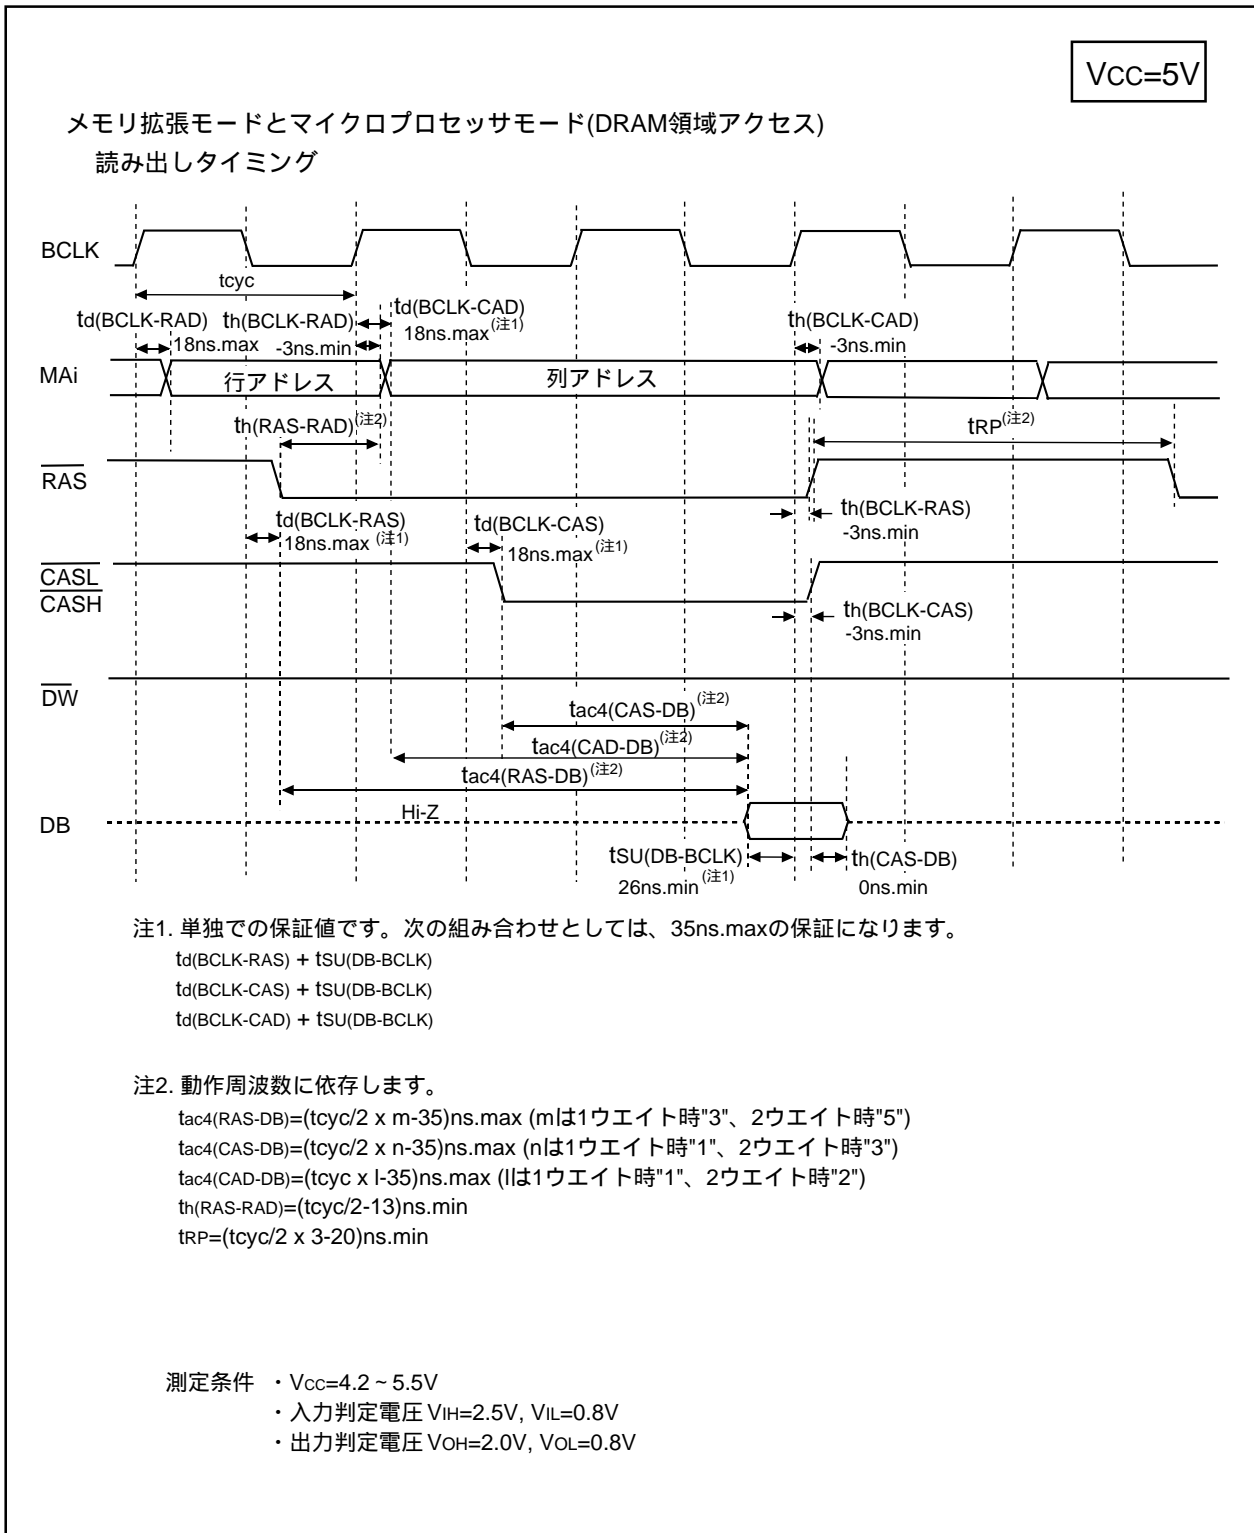 VCC=5V
メモリ拡張モードとマイクロプロセッサモード(DRAM領域アクセス)
読み出しタイミング
BCLK
tcyc
td(BCLK-RAD)
18ns.max
th(BCLK-RAD)
-3ns.min
td(BCLK-CAD)
18ns.max(注1)
th(BCLK-CAD)
-3ns.min
MAi
行アドレス
列アドレス
th(RAS-RAD)(注2)
tRP(注2)
RAS
td(BCLK-RAS)
18ns.max(注1)
td(BCLK-CAS)
18ns.max(注1)
th(BCLK-RAS)
-3ns.min
CASL
CASH
th(BCLK-CAS)
-3ns.min
DW
tac4(CAS-DB)(注2)
tac4(CAD-DB)(注2)
tac4(RAS-DB)(注2)
Hi-Z
DB
tSU(DB-BCLK)
26ns.min(注1)
th(CAS-DB)
0ns.min
注1. 単独での保証値です。次の組み合わせとしては、35ns.maxの保証になります。
td(BCLK-RAS) + tSU(DB-BCLK)
td(BCLK-CAS) + tSU(DB-BCLK)
td(BCLK-CAD) + tSU(DB-BCLK)
注2. 動作周波数に依存します。
tac4(RAS-DB)=(tcyc/2 x m-35)ns.max (mは1ウエイト時"3"、2ウエイト時"5")
tac4(CAS-DB)=(tcyc/2 x n-35)ns.max (nは1ウエイト時"1"、2ウエイト時"3")
tac4(CAD-DB)=(tcyc x l-35)ns.max (lは1ウエイト時"1"、2ウエイト時"2")
th(RAS-RAD)=(tcyc/2-13)ns.min
tRP=(tcyc/2 x 3-20)ns.min
測定条件 ・VCC=4.2～5.5V
・入力判定電圧 VIH=2.5V, VIL=0.8V
・出力判定電圧 VOH=2.0V, VOL=0.8V